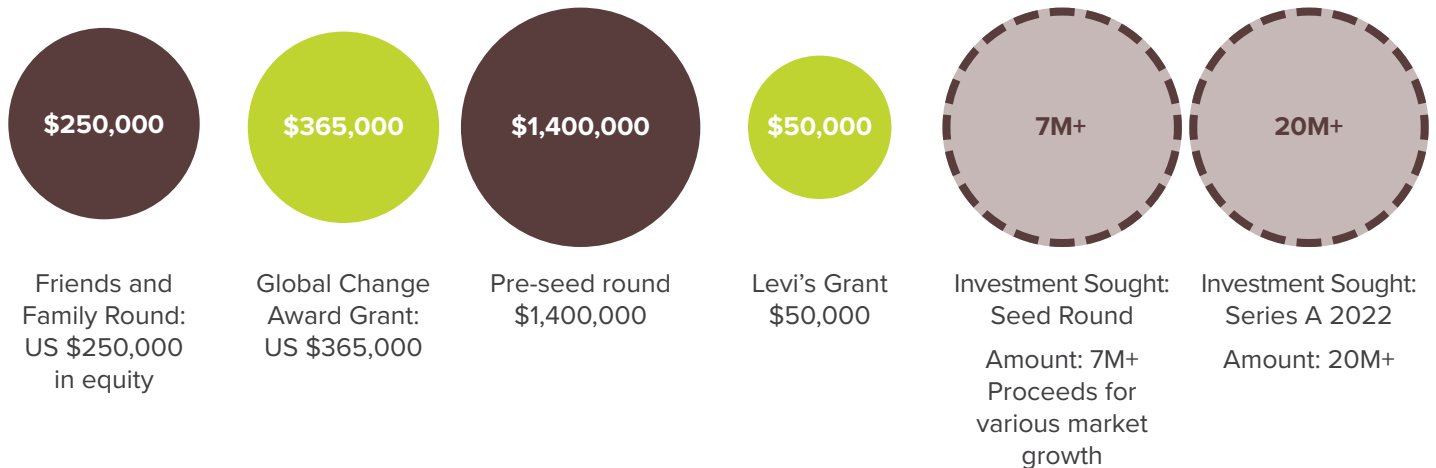 $250,000
$365,000
$1,400,000
$50,000
7M+
20M+
Friends and
Family Round:
US $250,000
in equity
Global Change
Award Grant:
US $365,000
Pre-seed round
$1,400,000
Levi’s Grant
$50,000
Investment Sought:
Seed Round
Amount: 7M+
Proceeds for
various market
growth
Investment Sought:
Series A 2022
Amount: 20M+